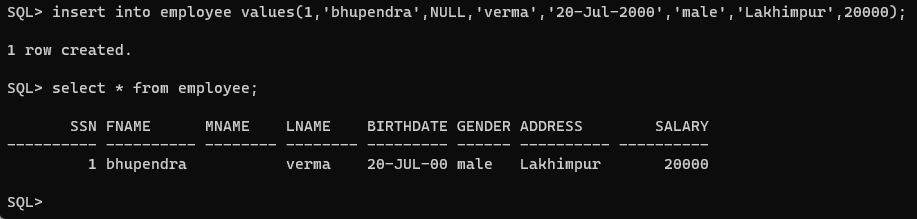 SQL> insert into employee values(1,'bhupendra',NULL,'verma','20-Jul-2000','male','Lakhimpur',20000);
1 row created.
SQL> select * from employee;
       SSN FNAME      MNAME    LNAME    BIRTHDATE GENDER ADDRESS        SALARY
---------- ---------- -------- -------- --------- ------ ---------- ----------
         1 bhupendra           verma    20-JUL-00 male   Lakhimpur       20000
SQL>